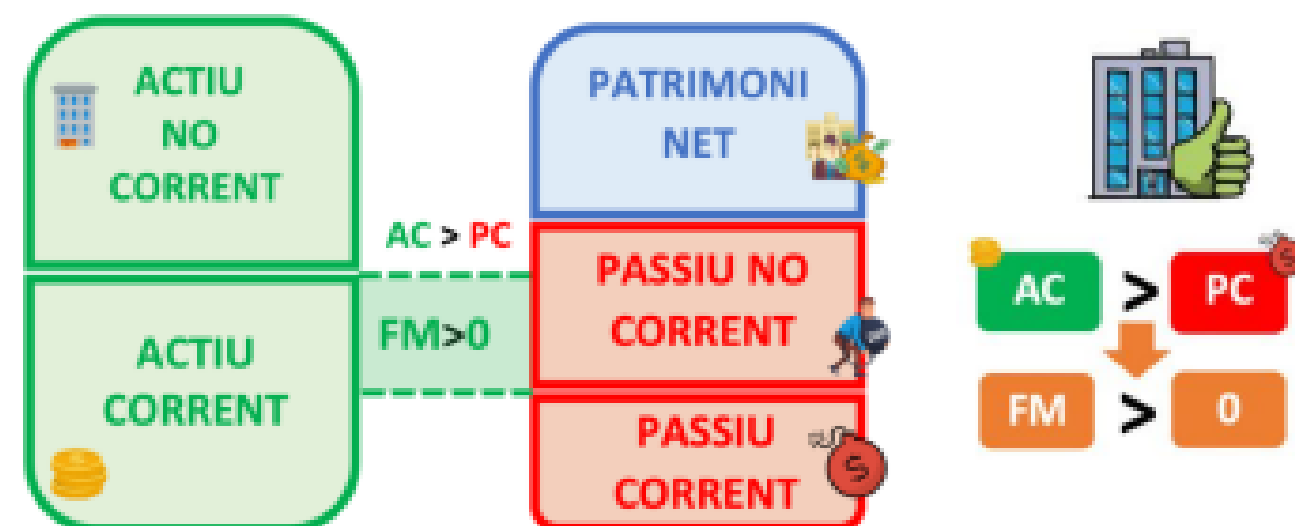 ACTIU
NO
CORRENT
ACTIU
CORRENT
AC > PC
FM>0
PATRIMONI
NET
PASSIU NO
CORRENT
PASSIU
CORRENT
AC > PC
FM > 0